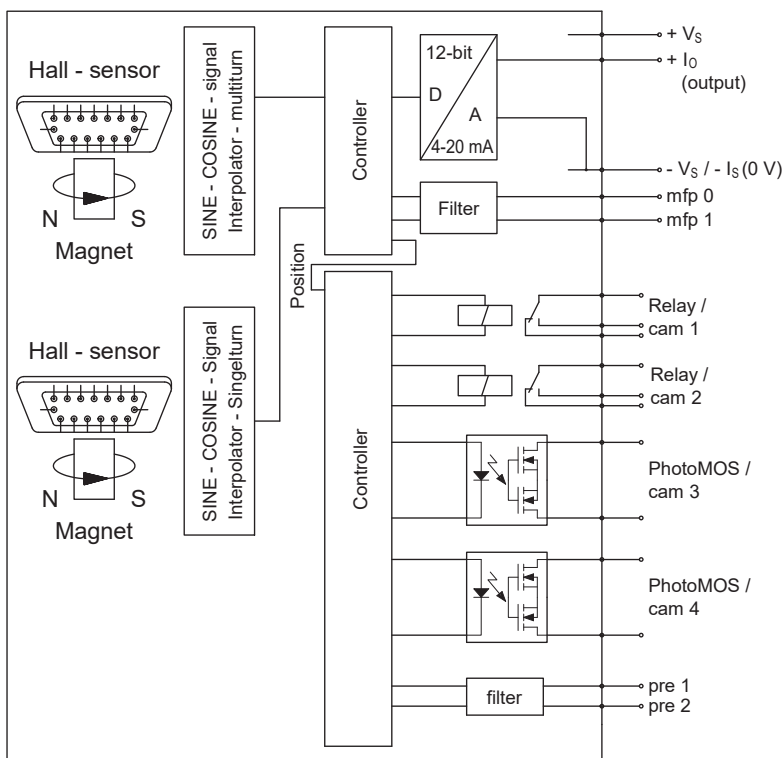 Hall - sensor
N S
Magnet
SINE - COSINE - signal
Interpolator - multiturn
Controller
12-bit
D
A
4-20 mA
Filter
+ VS
+ IO
(output)
- VS / - IS (0 V)
mfp 0
mfp 1
Position
Hall - sensor
N S
Magnet
SINE - COSINE - Signal
Interpolator - Singelturn
Controller
Relay /
cam 1
Relay /
cam 2
PhotoMOS /
cam 3
PhotoMOS /
cam 4
filter
pre 1
pre 2